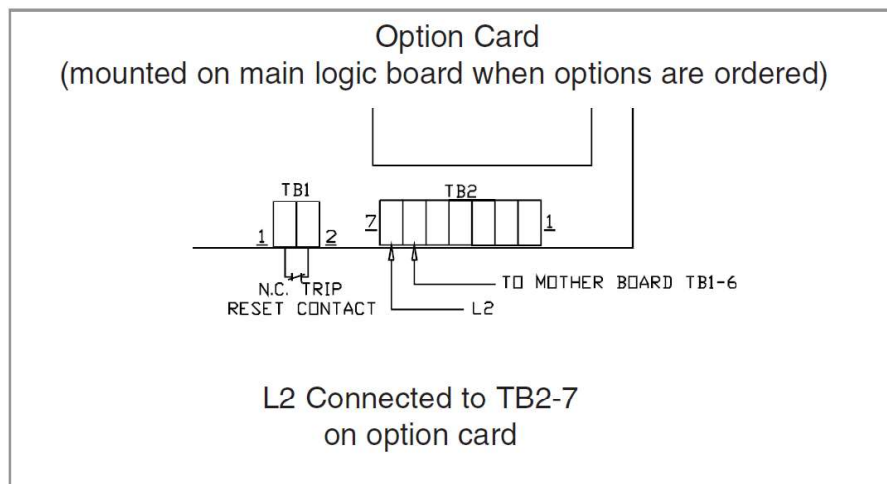 Option Card
(mounted on main logic board when options are ordered)
TB1
TB2
1
2
7
1
N.C. TRIP
RESET CONTACT
TO MOTHER BOARD TB1-6
L2
L2 Connected to TB2-7
on option card